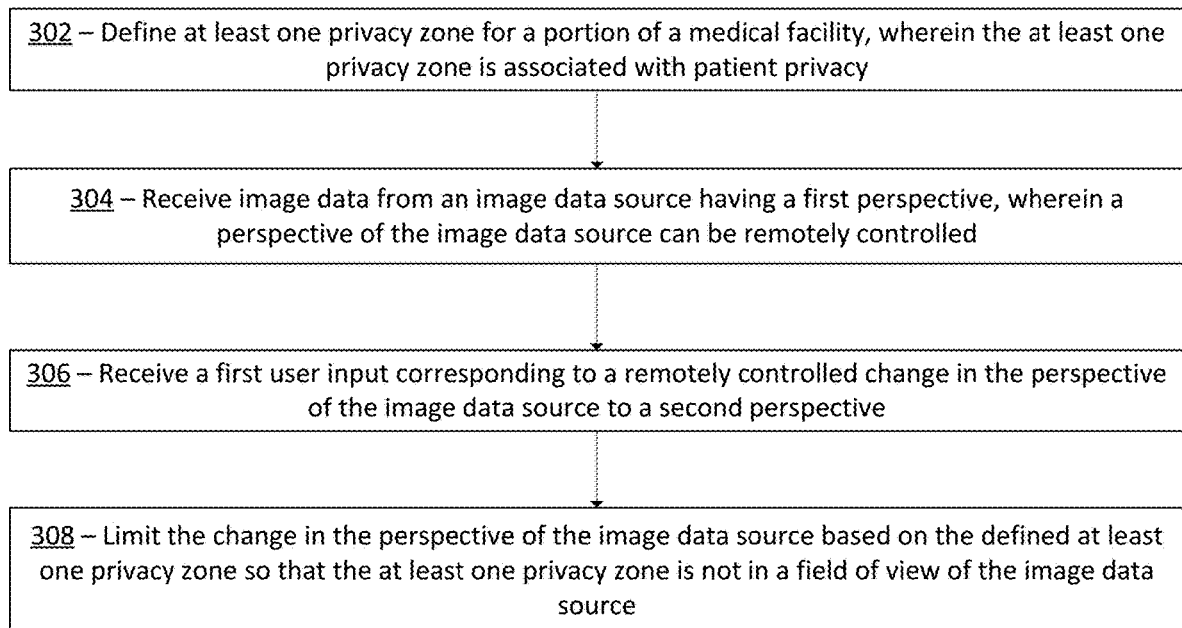 302 – Define at least one privacy zone for a portion of a medical facility, wherein the at least one
privacy zone is associated with patient privacy
304 – Receive image data from an image data source having a first perspective, wherein a
perspective of the image data source can be remotely controlled
306 – Receive a first user input corresponding to a remotely controlled change in the perspective
of the image data source to a second perspective
308 – Limit the change in the perspective of the image data source based on the defined at least
one privacy zone so that the at least one privacy zone is not in a field of view of the image data
source